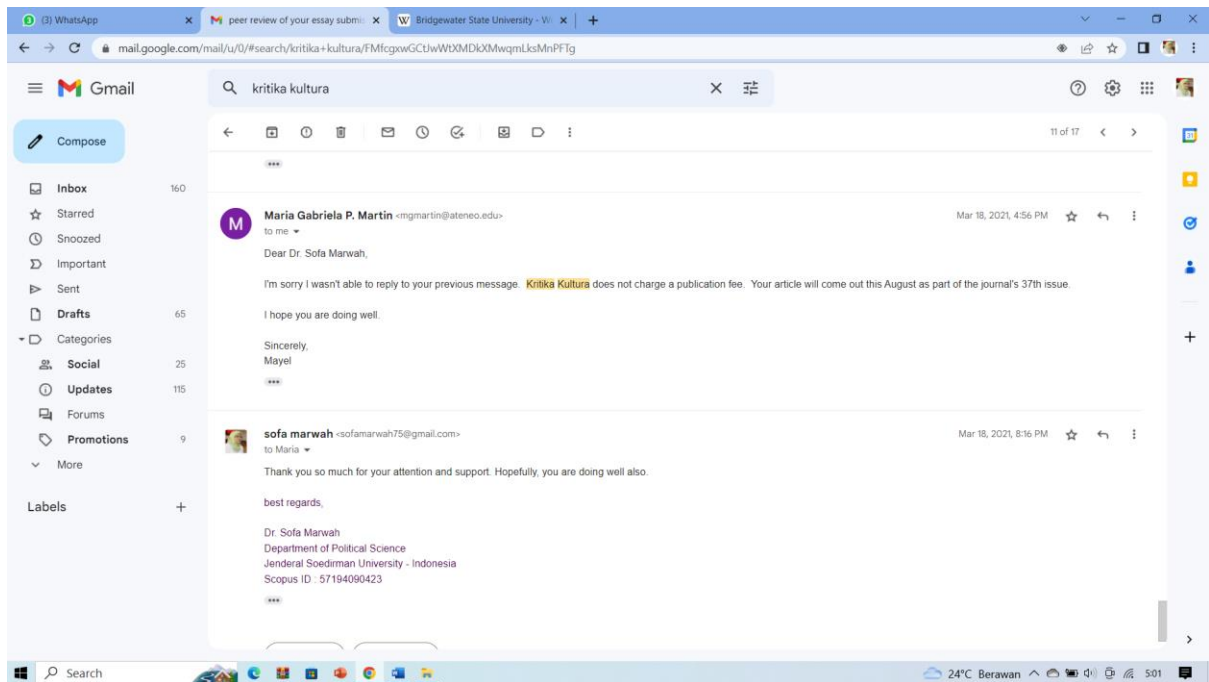 (3) WhatsApp
peer review of your essay submis
Bridgewater State University - Wi
mail.google.com/mail/u/0/#search/kritika+kultura/FMfcgxwGCtJwWtXMDkXMwqmLksMnPFTg
Gmail
kritika kultura
Compose
11 of 17
Inbox 160
Starred
Snoozed
Important
Sent
Drafts 65
Categories
Social 25
Updates 115
Forums
Promotions 9
More
Labels
M
Maria Gabriela P. Martin <mgmartin@ateneo.edu> Mar 18, 2021, 4:56 PM
to me
Dear Dr. Sofa Marwah,
I'm sorry I wasn't able to reply to your previous message. Kritika Kultura does not charge a publication fee. Your article will come out this August as part of the journal's 37th issue.
I hope you are doing well.
Sincerely,
Mayel
sofa marwah <sofamarwah75@gmail.com> Mar 18, 2021, 8:16 PM
to Maria
Thank you so much for your attention and support. Hopefully, you are doing well also.
best regards,
Dr. Sofa Marwah
Department of Political Science
Jenderal Soedirman University - Indonesia
Scopus ID : 57194090423
Search
24°C Berawan
5:01